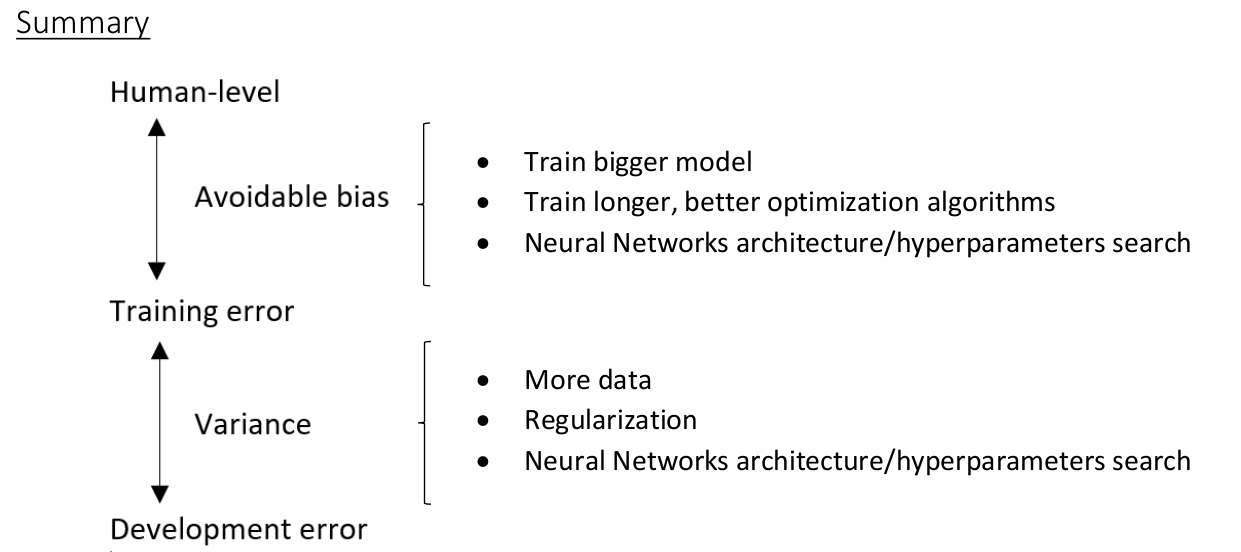 Summary
Human-level
Avoidable bias
• Train bigger model
• Train longer, better optimization algorithms
• Neural Networks architecture/hyperparameters search
Training error
Variance
• More data
• Regularization
• Neural Networks architecture/hyperparameters search
Development error